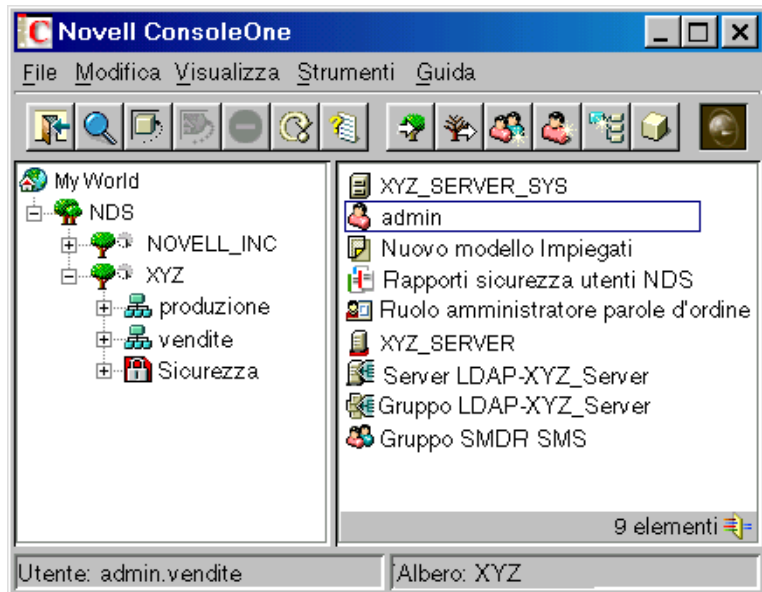 Novell ConsoleOne
File Modifica Visualizza Strumenti Guida
My World
NDS
NOVELL_INC
XYZ
produzione
vendite
Sicurezza
XYZ_SERVER_SYS
admin
Nuovo modello Impiegati
Rapporti sicurezza utenti NDS
Ruolo amministratore parole d'ordine
XYZ_SERVER
Server LDAP-XYZ_Server
Gruppo LDAP-XYZ_Server
Gruppo SMDR SMS
9 elementi
Utente: admin.vendite
Albero: XYZ